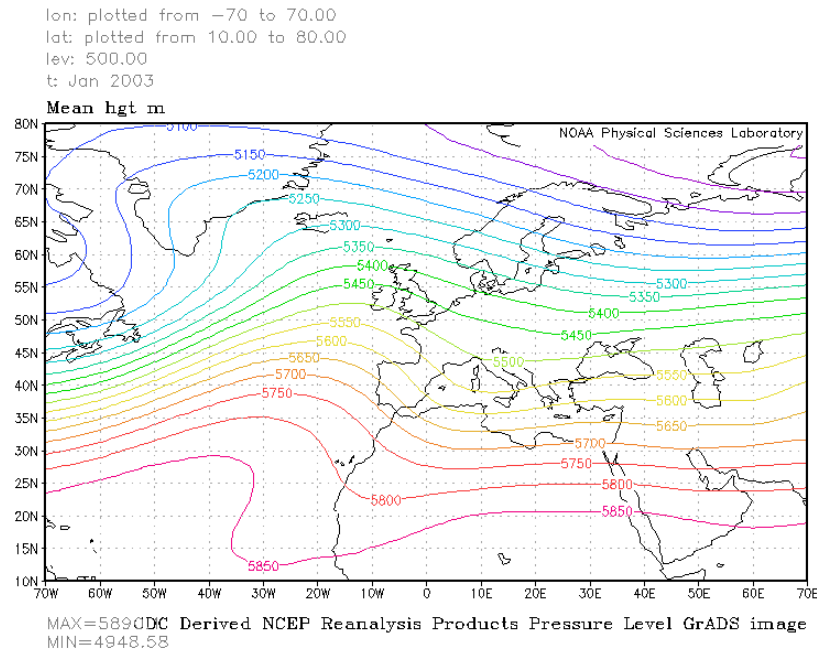 lon: plotted from −70 to 70.00
lat: plotted from 10.00 to 80.00
lev: 500.00
t: Jan 2003
Mean hgt m
NOAA Physical Sciences Laboratory
80N
75N
70N
65N
60N
55N
50N
45N
40N
35N
30N
25N
20N
15N
10N
5100
5150
5200
5250
5300
5350
5400
5450
5550
5600
5650
5700
5750
5300
5350
5400
5450
5500
5550
5600
5650
5700
5750
5800
5800
5850
5850
70W 60W 50W 40W 30W 20W 10W 0 10E 20E 30E 40E 50E 60E 70E
CDC Derived NCEP Reanalysis Products Pressure Level GrADS image
MIN=4948.58